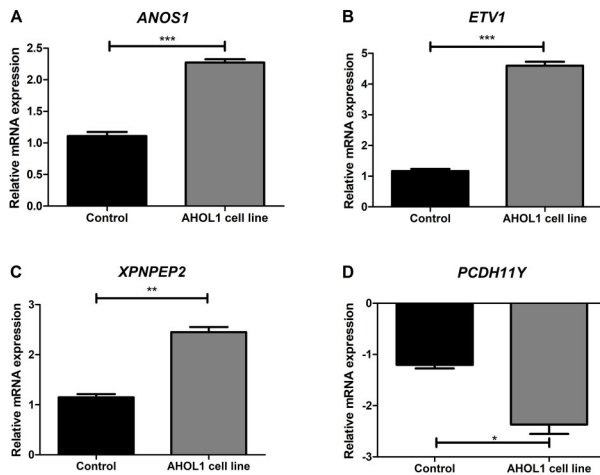 A
ANOS1
***
Relative mRNA expression
2.5
2.0
1.5
1.0
0.5
0.0
Control
AHOL1 cell line
B
ETV1
***
Relative mRNA expression
5
4
3
2
1
0
Control
AHOL1 cell line
C
XPNPEP2
**
Relative mRNA expression
3
2
1
0
Control
AHOL1 cell line
D
PCDH11Y
Relative mRNA expression
0
-1
-2
-3
*
Control
AHOL1 cell line